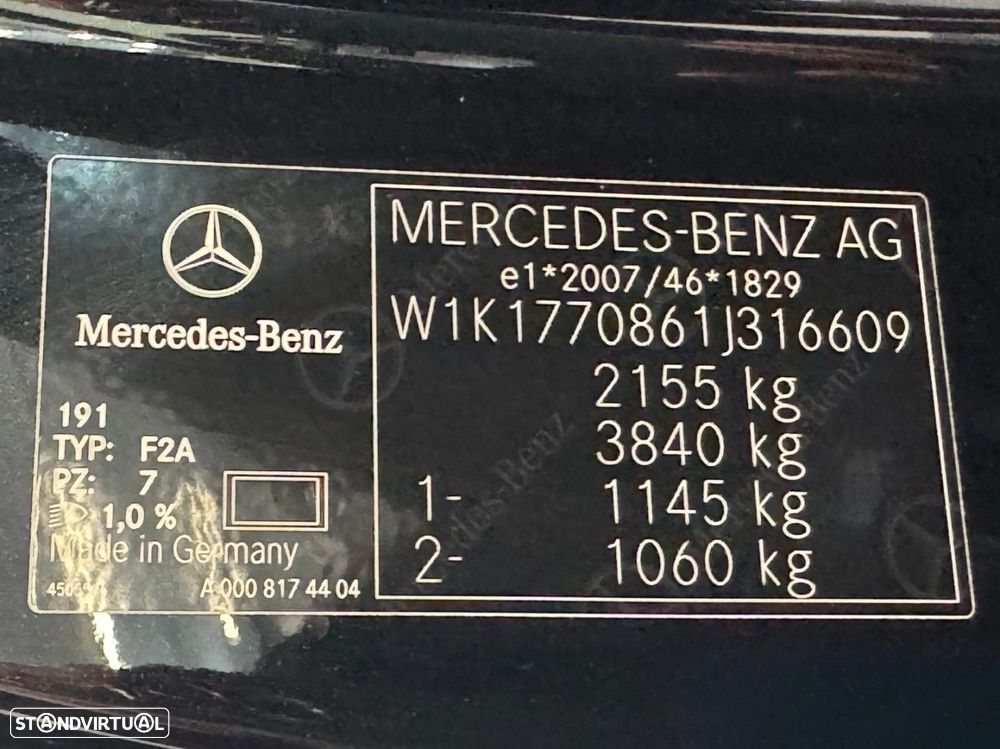 Mercedes-Benz
191
TYP: F2A
PZ: 7
1,0 %
Made in Germany
A 000 817 44 04
MERCEDES-BENZ AG
e1*2007/46*1829
W1K1770861J316609
2155 kg
3840 kg
1- 1145 kg
2- 1060 kg
STANDVIRTUAL